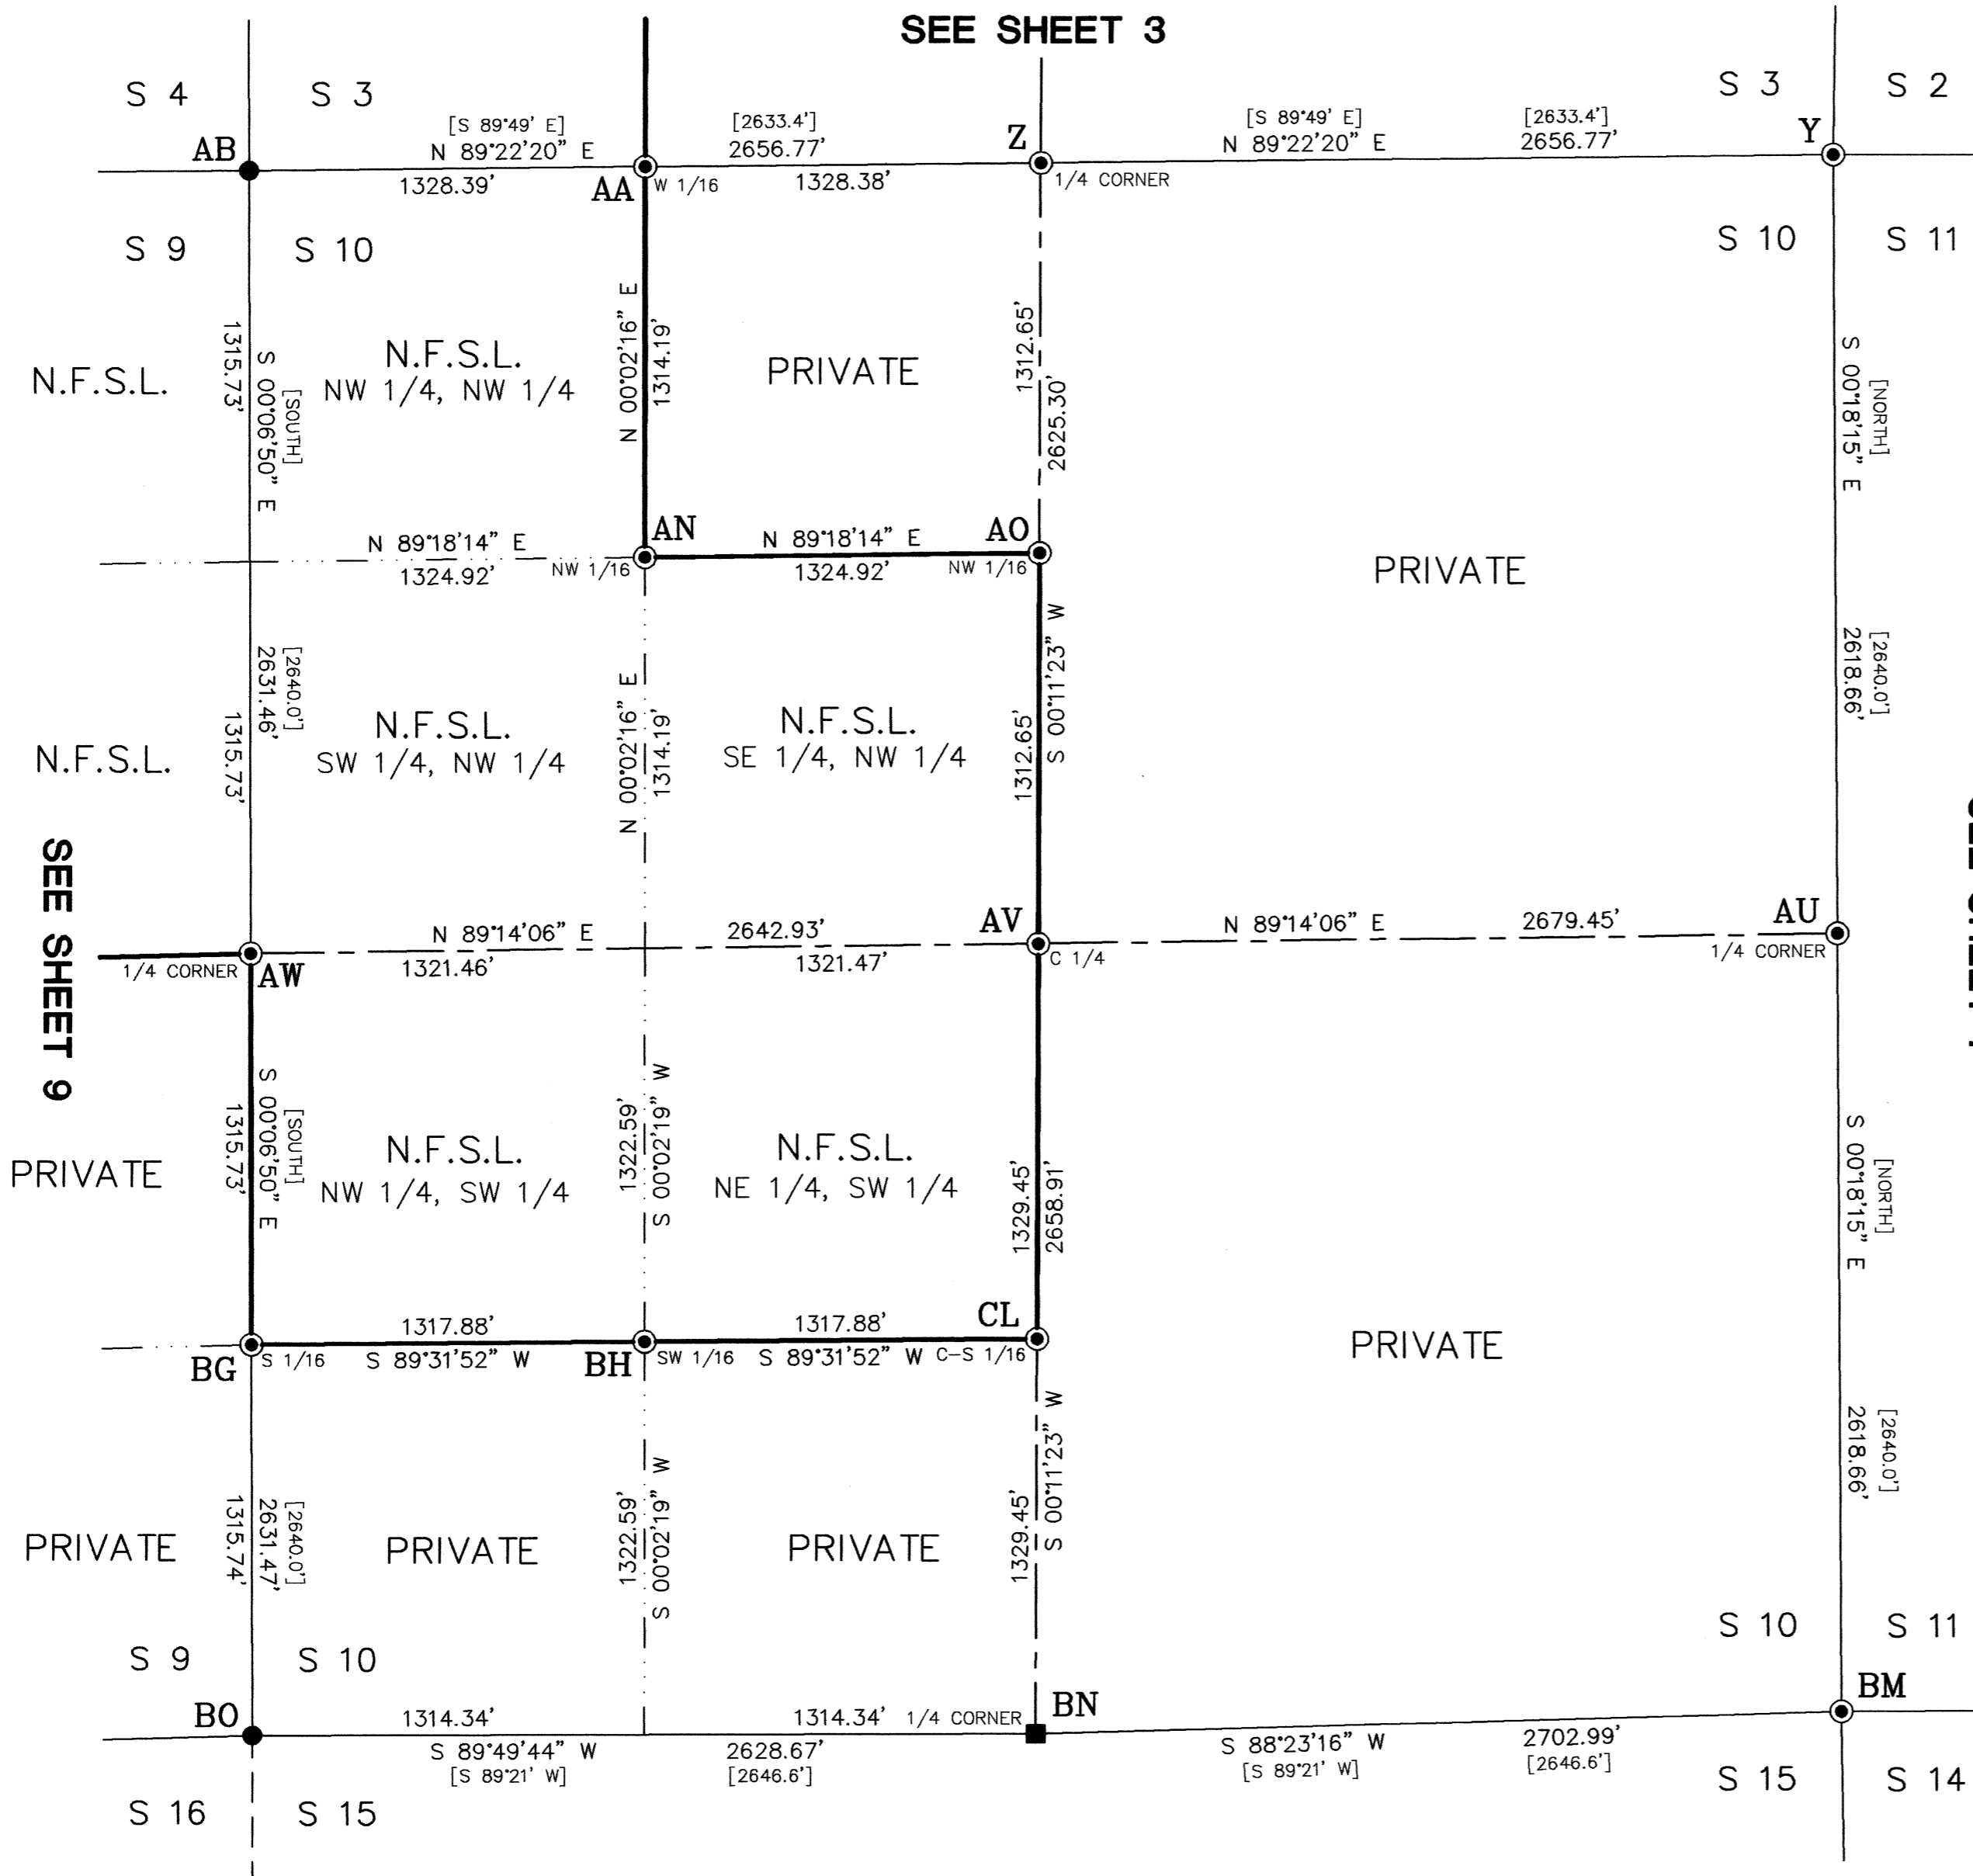 SEE SHEET 3
S 4
S 3
S 3
S 2
[S 89°49' E]
[2633.4']
[S 89°49' E]
[2633.4']
AB
N 89°22'20" E
2656.77'
Z
N 89°22'20" E
2656.77'
Y
1328.39'
AA
W 1/16
1328.38'
1/4 CORNER
S 9
S 10
S 10
S 11
1315.73'
S 00°06'50" E
[SOUTH]
N 00°02'16" E
1314.19'
1312.65'
2625.30'
S 00°18'15" E
[NORTH]
N.F.S.L.
N.F.S.L.
NW 1/4, NW 1/4
PRIVATE
N 89°18'14" E
AN
N 89°18'14" E
AO
1324.92'
NW 1/16
1324.92'
NW 1/16
PRIVATE
1315.73'
2631.46'
[2640.0']
N 00°02'16" E
1314.19'
1312.65'
S 00°11'23" W
2618.66'
[2640.0']
N.F.S.L.
N.F.S.L.
SW 1/4, NW 1/4
N.F.S.L.
SE 1/4, NW 1/4
SEE SHEET 9
N 89°14'06" E
2642.93'
AV
N 89°14'06" E
2679.45'
AU
1/4 CORNER
AW
1321.46'
1321.47'
C 1/4
1/4 CORNER
1315.73'
S 00°06'50" E
[SOUTH]
1322.59'
S 00°02'19" W
1329.45'
2658.91'
S 00°18'15" E
[NORTH]
PRIVATE
N.F.S.L.
NW 1/4, SW 1/4
N.F.S.L.
NE 1/4, SW 1/4
1317.88'
1317.88'
CL
PRIVATE
BG
S 1/16
S 89°31'52" W
BH
SW 1/16
S 89°31'52" W
C-S 1/16
1315.74'
2631.47'
[2640.0']
1322.59'
S 00°02'19" W
1329.45'
S 00°11'23" W
2618.66'
[2640.0']
PRIVATE
PRIVATE
PRIVATE
S 9
S 10
S 10
S 11
BO
1314.34'
1314.34'
1/4 CORNER
BN
BM
S 89°49'44" W
2628.67'
S 88°23'16" W
2702.99'
[S 89°21' W]
[2646.6']
[S 89°21' W]
[2646.6']
S 16
S 15
S 15
S 14